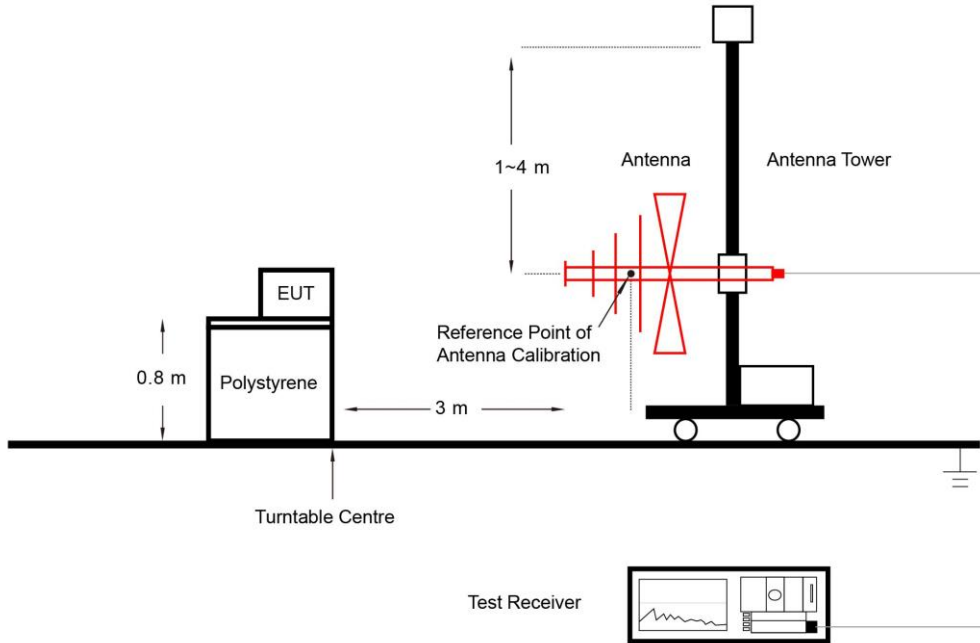 1~4 m
Antenna
Antenna Tower
EUT
Reference Point of
Antenna Calibration
0.8 m
Polystyrene
3 m
Turntable Centre
Test Receiver